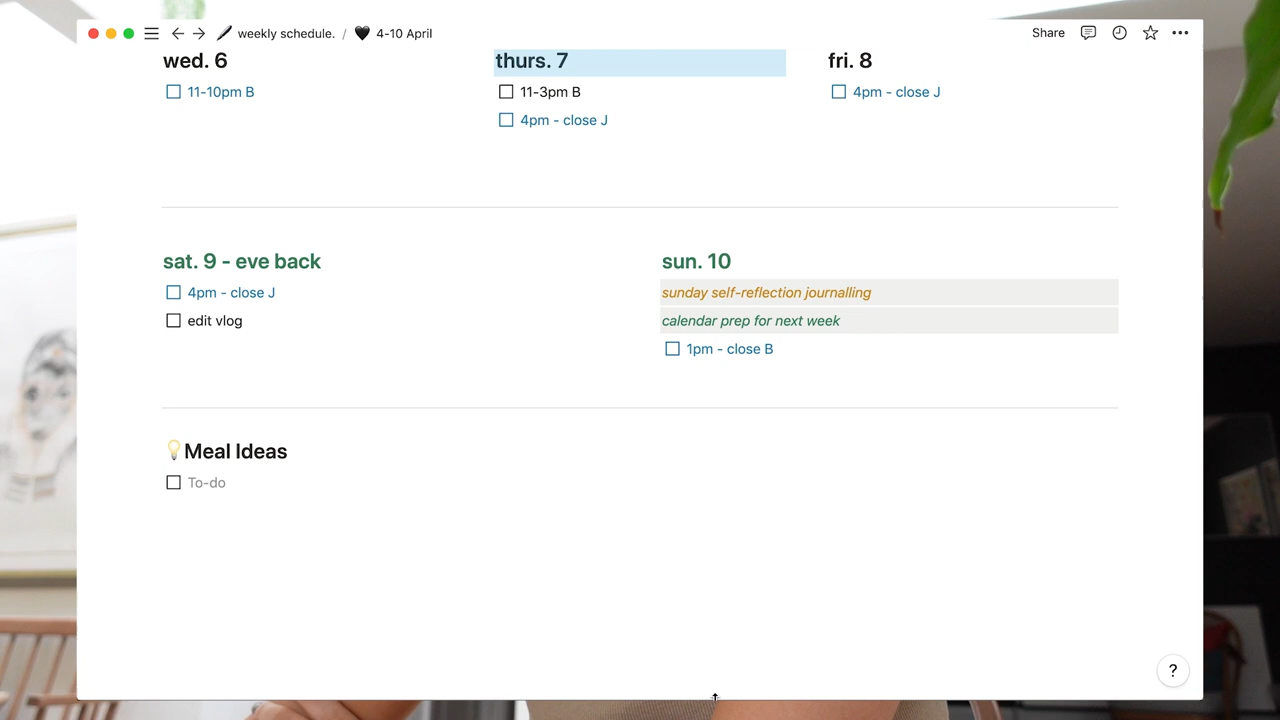 weekly schedule. / 4-10 April
Share
wed. 6
11-10pm B
thurs. 7
11-3pm B
4pm - close J
fri. 8
4pm - close J
sat. 9 - eve back
4pm - close J
edit vlog
sun. 10
sunday self-reflection journalling
calendar prep for next week
1pm - close B
Meal Ideas
To-do
?